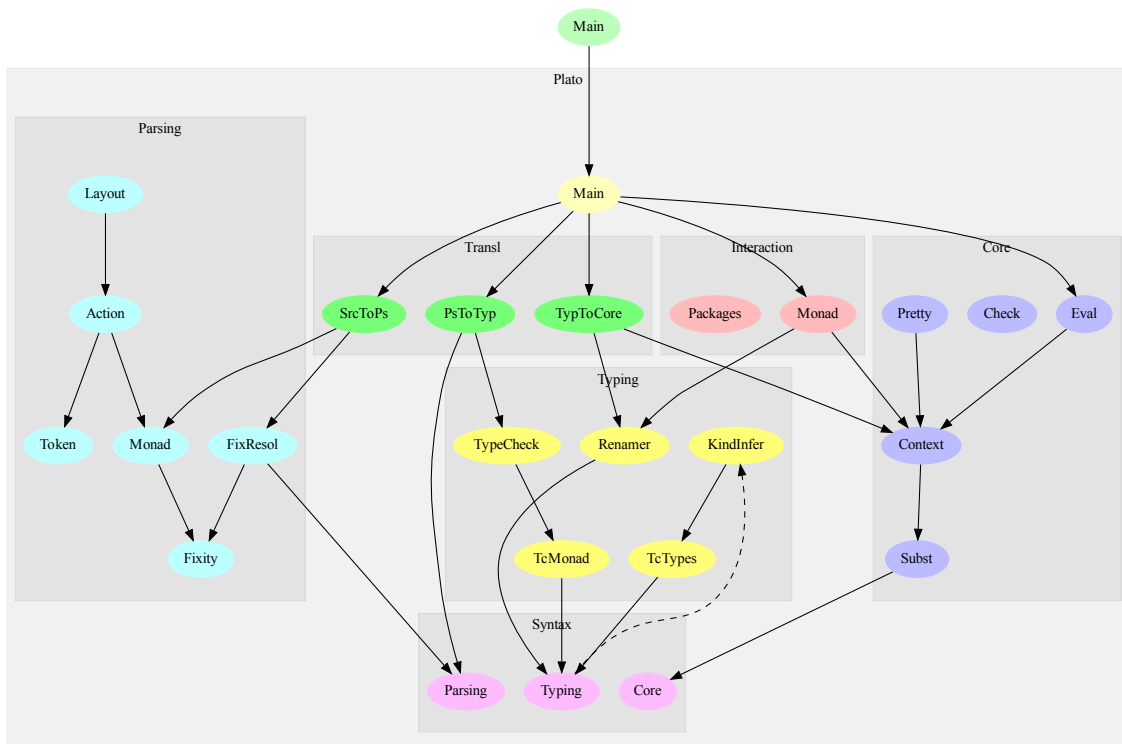 Main
Plato
Parsing
Layout
Main
Transl
Interaction
Core
Action
SrcToPs
PsToTyp
TypToCore
Packages
Monad
Pretty
Check
Eval
Typing
Token
Monad
FixResol
TypeCheck
Renamer
KindInfer
Context
Fixity
TcMonad
TcTypes
Subst
Syntax
Parsing
Typing
Core